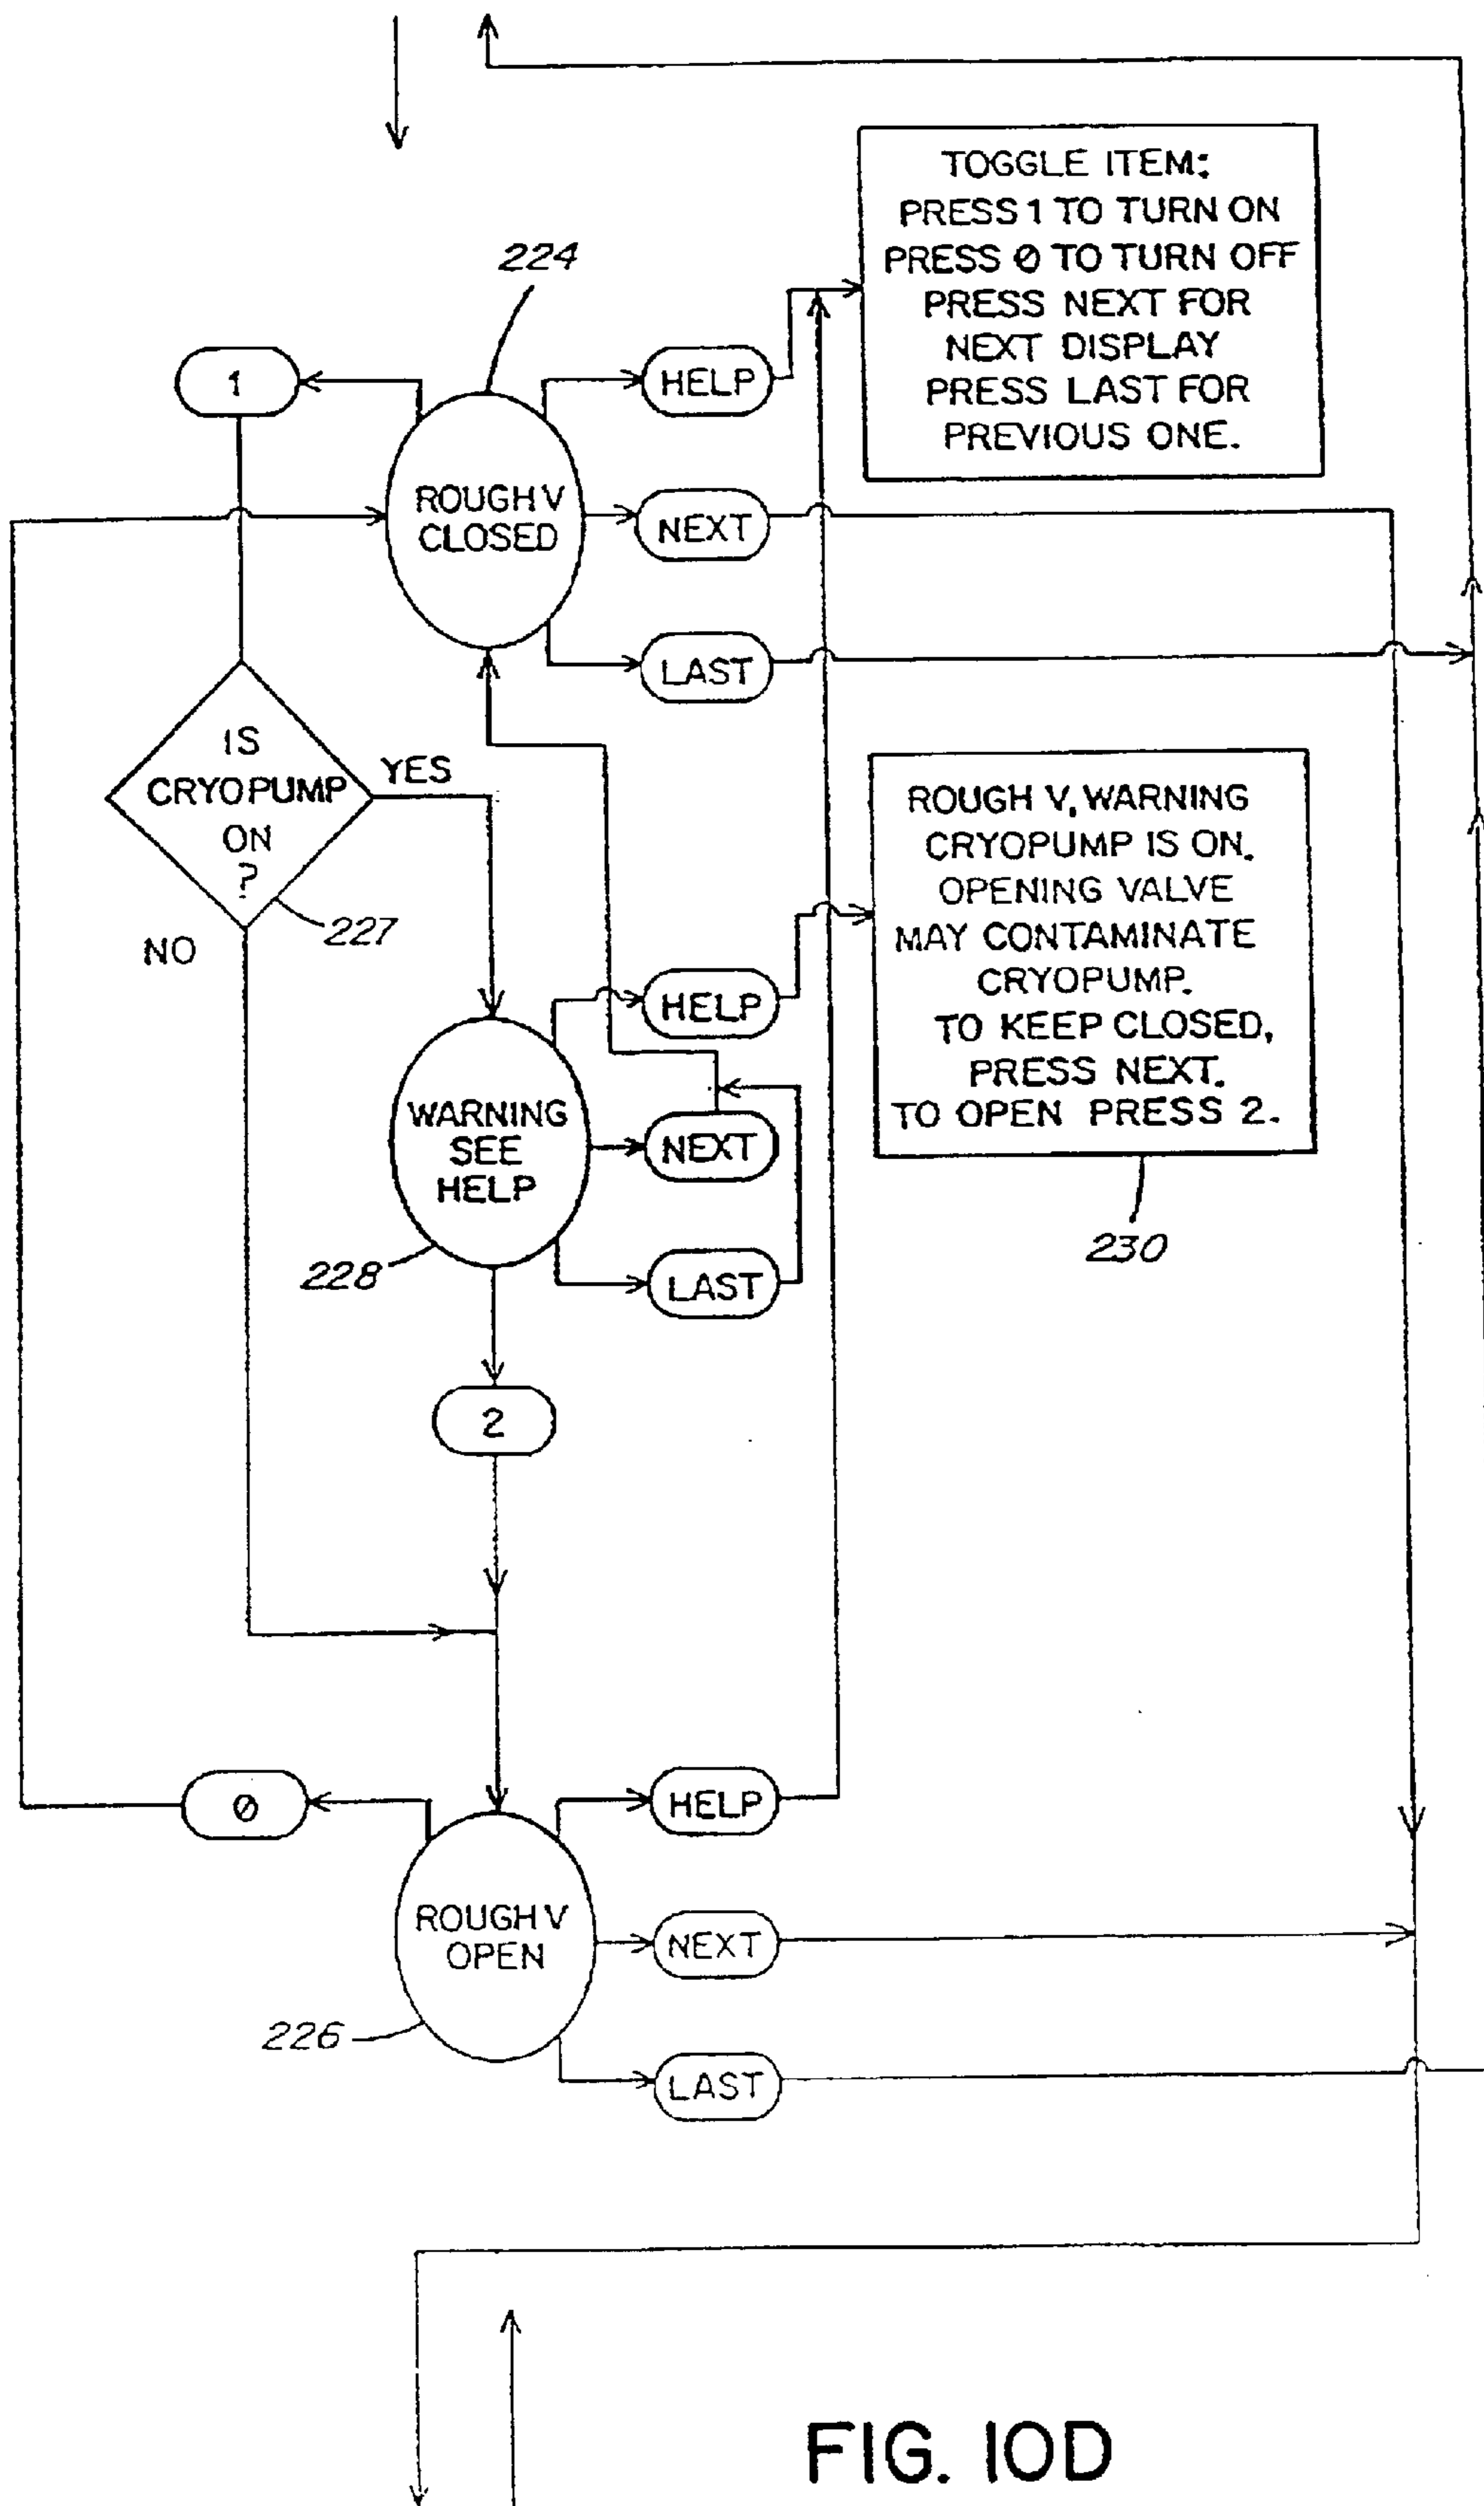 TOGGLE ITEM:
PRESS 1 TO TURN ON
PRESS 0 TO TURN OFF
PRESS NEXT FOR
NEXT DISPLAY
PRESS LAST FOR
PREVIOUS ONE.
224
1
HELP
ROUGH V
CLOSED
NEXT
LAST
IS
CRYOPUMP
ON
?
YES
NO
227
ROUGH V, WARNING
CRYOPUMP IS ON.
OPENING VALVE
MAY CONTAMINATE
CRYOPUMP.
TO KEEP CLOSED,
PRESS NEXT.
TO OPEN PRESS 2.
230
HELP
WARNING
SEE
HELP
NEXT
228
LAST
2
0
HELP
ROUGH V
OPEN
NEXT
226
LAST
FIG. 10D